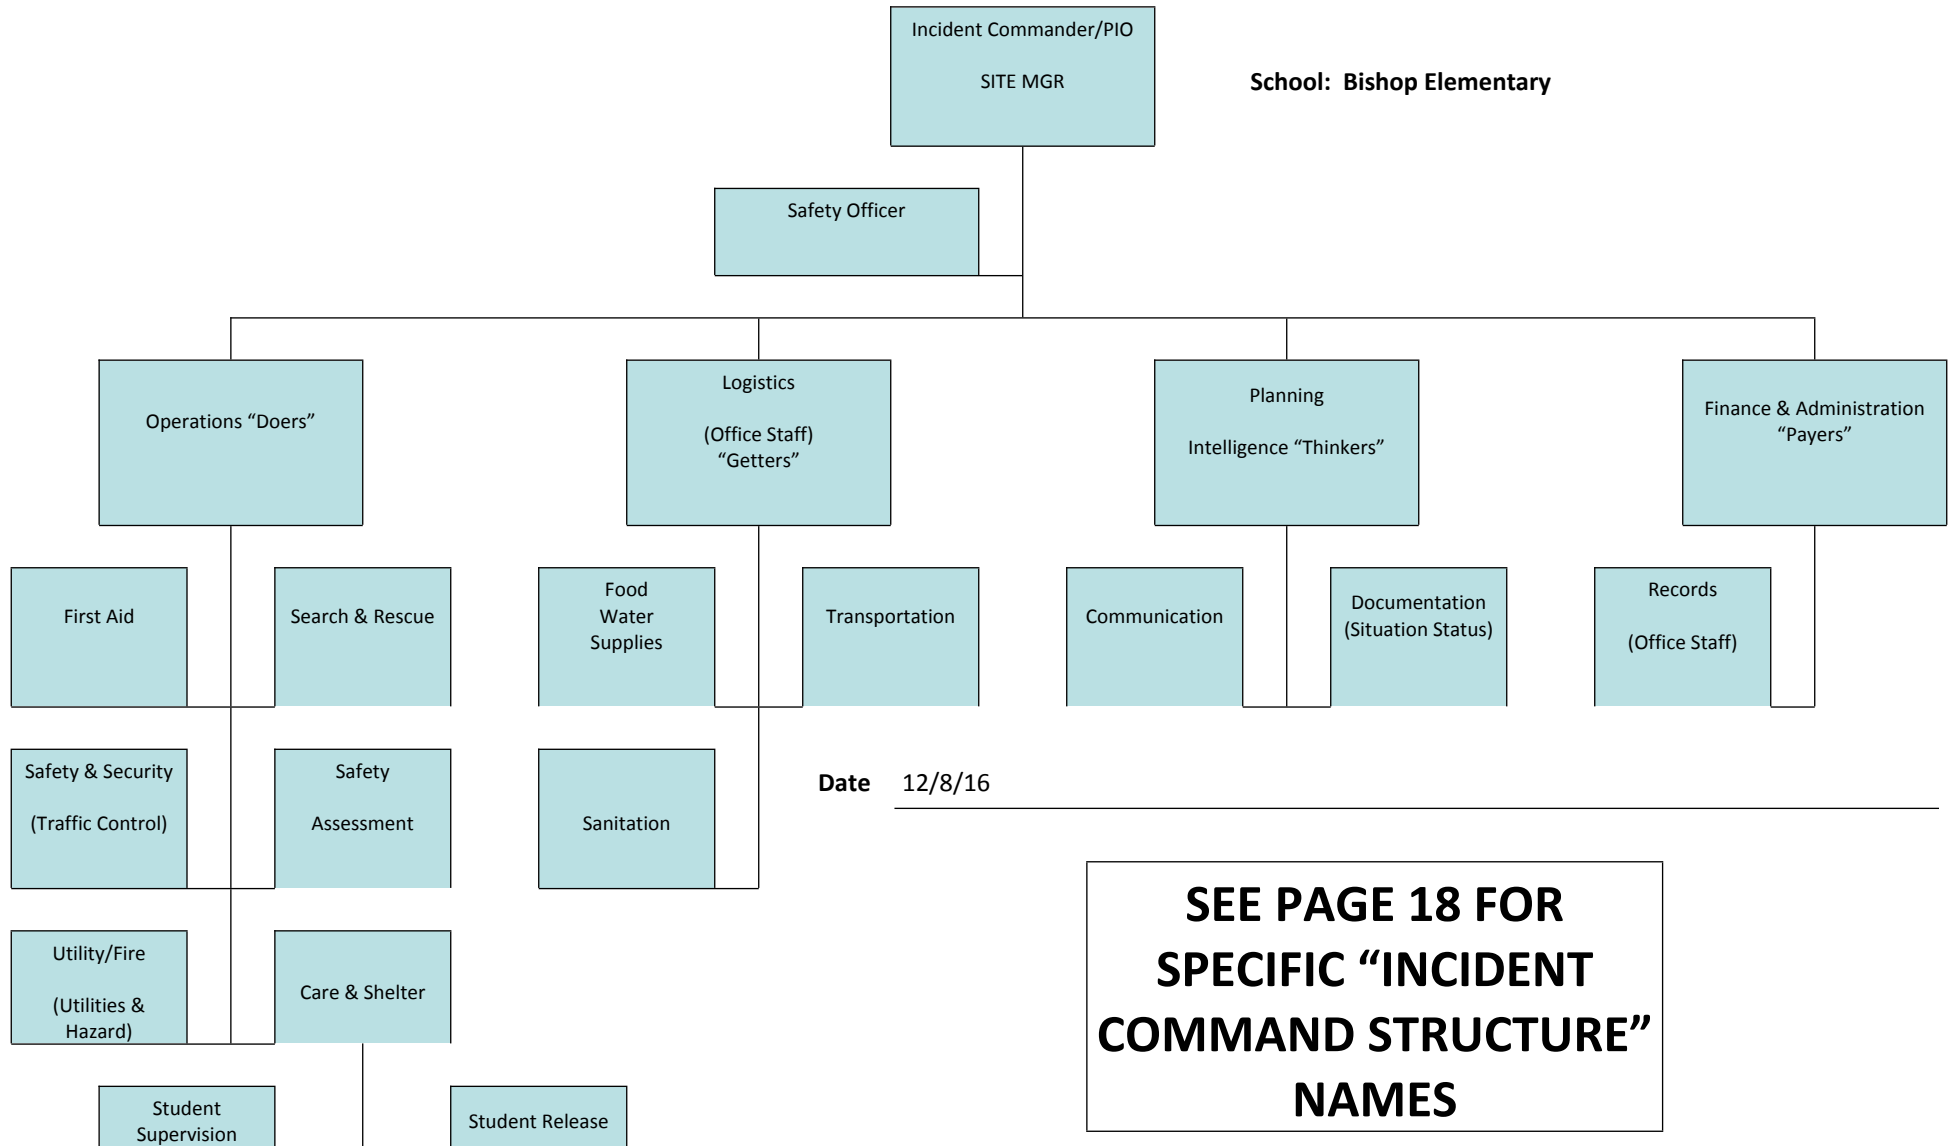 Incident Commander/PIO
SITE MGR
School: Bishop Elementary
Safety Officer
Operations “Doers”
Logistics
(Office Staff)
“Getters”
Planning
Intelligence “Thinkers”
Finance & Administration
“Payers”
First Aid
Search & Rescue
Food
Water
Supplies
Transportation
Communication
Documentation
(Situation Status)
Records
(Office Staff)
Safety & Security
(Traffic Control)
Safety
Assessment
Sanitation
Date 12/8/16
Utility/Fire
(Utilities &
Hazard)
Care & Shelter
SEE PAGE 18 FOR
SPECIFIC “INCIDENT
COMMAND STRUCTURE”
NAMES
Student
Supervision
Student Release